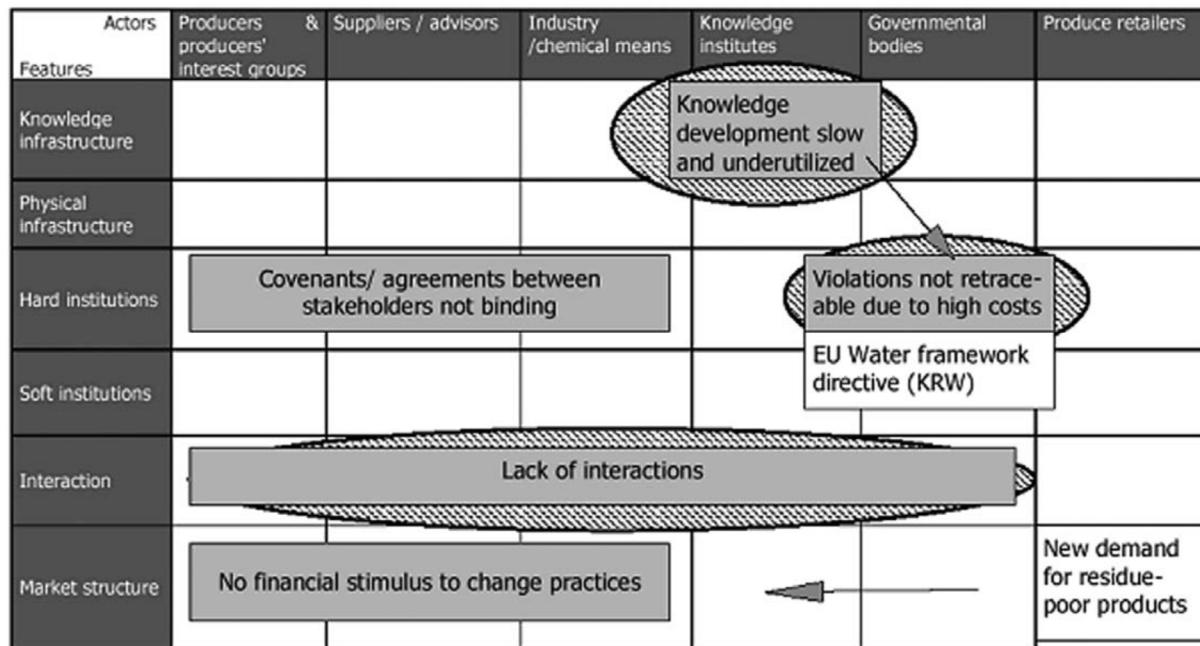 Actors
Features
Producers &
producers'
interest groups
Suppliers / advisors
Industry
/chemical means
Knowledge
institutes
Governmental
bodies
Produce retailers
Knowledge
infrastructure
Knowledge
development slow
and underutilized
Physical
infrastructure
Hard institutions
Covenants/ agreements between
stakeholders not binding
Violations not retrace-
able due to high costs
EU Water framework
directive (KRW)
Soft institutions
Interaction
Lack of interactions
Market structure
No financial stimulus to change practices
New demand
for residue-
poor products